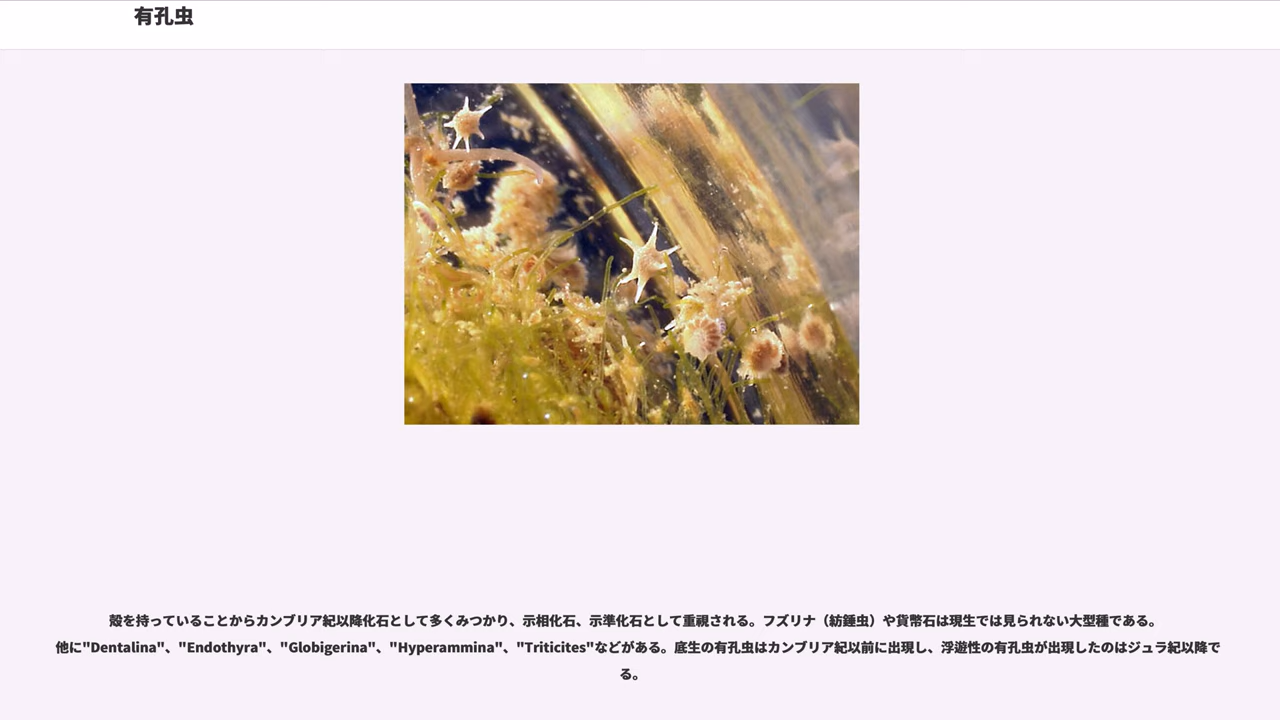 有孔虫
殻を持っていることからカンブリア紀以降化石として多くみつかり、示相化石、示準化石として重視される。フズリナ（紡錘虫）や貨幣石は現生では見られない大型種である。
他に"Dentalina"、"Endothyra"、"Globigerina"、"Hyperammina"、"Triticites"などがある。底生の有孔虫はカンブリア紀以前に出現し、浮遊性の有孔虫が出現したのはジュラ紀以降で
る。